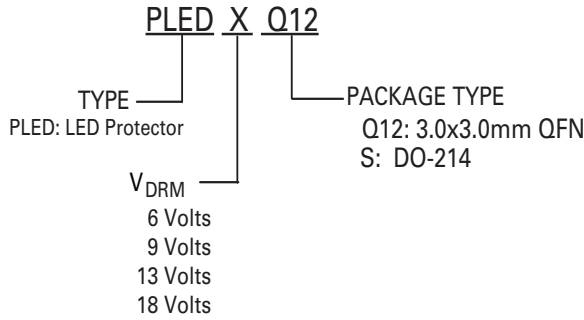 PLED X Q12
TYPE
PLED: LED Protector
PACKAGE TYPE
Q12: 3.0x3.0mm QFN
S: DO-214
VDRM
6 Volts
9 Volts
13 Volts
18 Volts